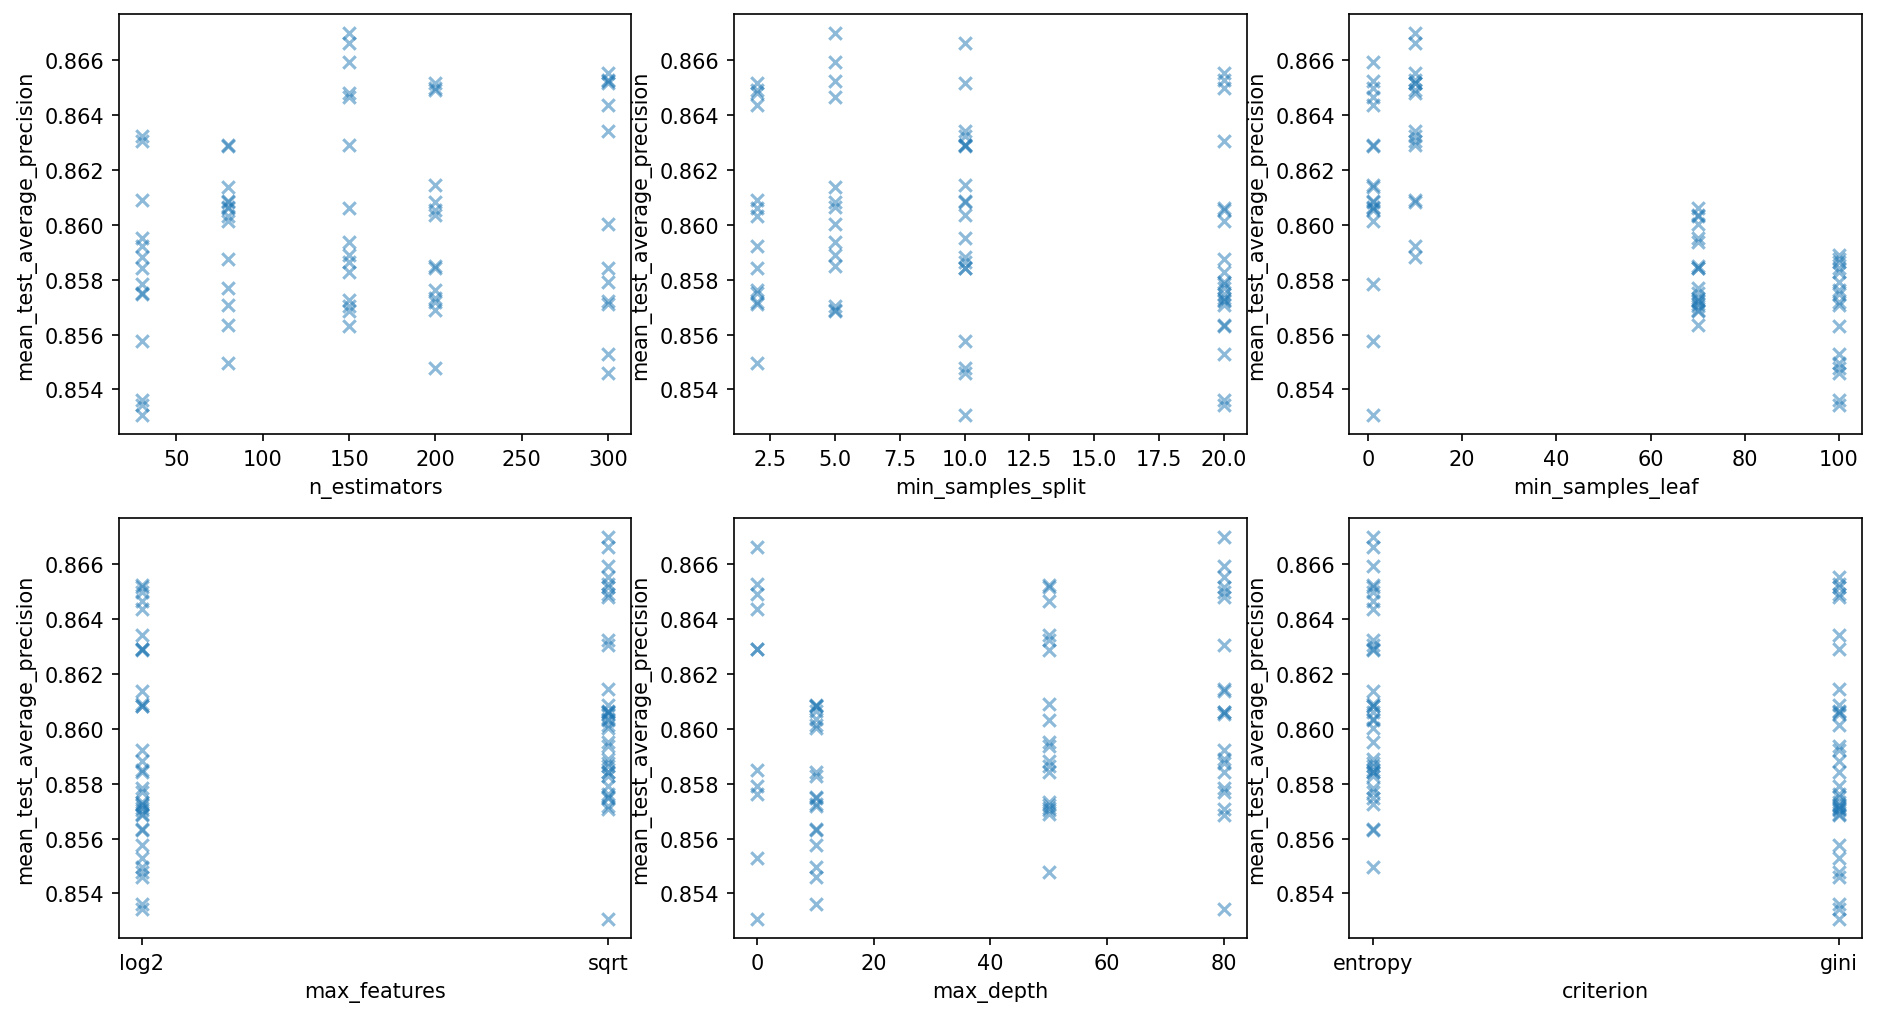 mean_test_average_precision
0.866
0.864
0.862
0.860
0.858
0.856
0.854
50 100 150 200 250 300
n_estimators
mean_test_average_precision
0.866
0.864
0.862
0.860
0.858
0.856
0.854
2.5 5.0 7.5 10.0 12.5 15.0 17.5 20.0
min_samples_split
mean_test_average_precision
0.866
0.864
0.862
0.860
0.858
0.856
0.854
0 20 40 60 80 100
min_samples_leaf
mean_test_average_precision
0.866
0.864
0.862
0.860
0.858
0.856
0.854
log2 sqrt
max_features
mean_test_average_precision
0.866
0.864
0.862
0.860
0.858
0.856
0.854
0 20 40 60 80
max_depth
mean_test_average_precision
0.866
0.864
0.862
0.860
0.858
0.856
0.854
entropy gini
criterion